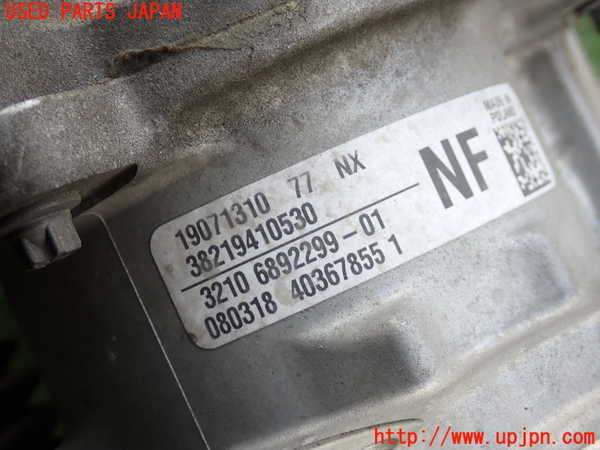 USED PARTS JAPAN
19071310 77 NX
38219410530
3210 6892299-01
080318 40367855 1
NF
MADE IN
POLAND
http://www.upjpn.com/